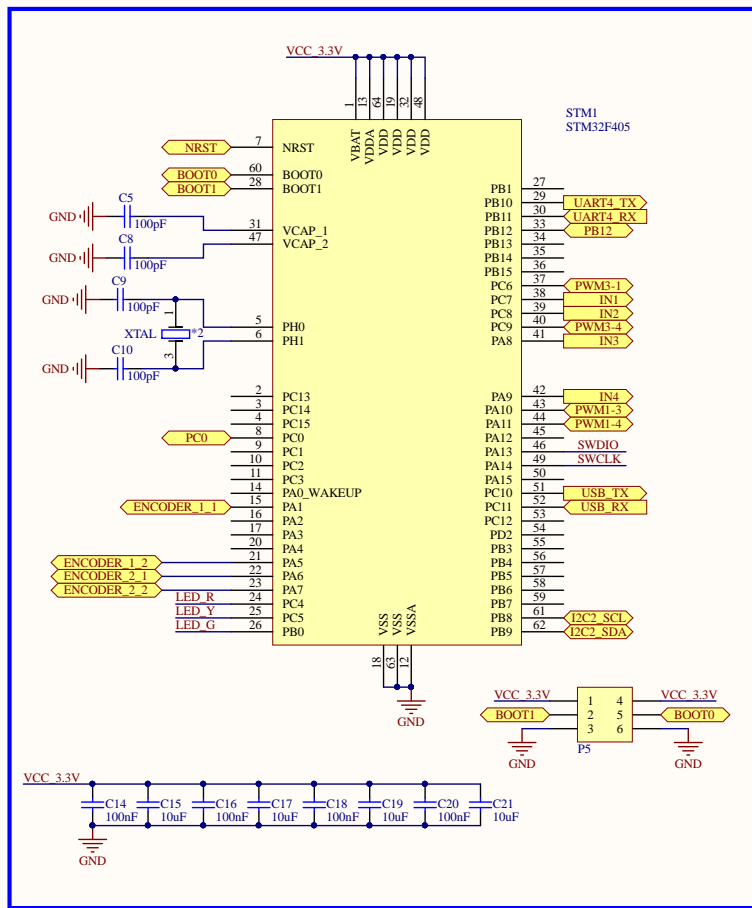 VCC_3.3V
1
13
64
19
32
48
VBAT
VDDA
VDD
VDD
VDD
VDD
STM1
STM32F405
NRST
7
NRST
BOOT0
60
BOOT0
BOOT1
28
BOOT1
GND
C5
100pF
31
VCAP_1
GND
C8
100pF
47
VCAP_2
GND
C9
100pF
1
XTAL
*2
3
5
PH0
6
PH1
GND
C10
100pF
2
PC13
3
PC14
4
PC15
PC0
8
PC0
9
PC1
10
PC2
11
PC3
14
PA0_WAKEUP
ENCODER_1_1
15
PA1
16
PA2
17
PA3
20
PA4
ENCODER_1_2
21
PA5
ENCODER_2_1
22
PA6
ENCODER_2_2
23
PA7
LED_R
24
PC4
LED_Y
25
PC5
LED_G
26
PB0
PB1
27
PB10
29
UART4_TX
PB11
30
UART4_RX
PB12
33
PB12
PB13
34
PB14
35
PB15
36
PC6
37
PWM3-1
PC7
38
IN1
PC8
39
IN2
PC9
40
PWM3-4
PA8
41
IN3
PA9
42
IN4
PA10
43
PWM1-3
PA11
44
PWM1-4
PA12
45
PA13
46
SWDIO
PA14
49
SWCLK
PA15
50
PC10
51
USB_TX
PC11
52
USB_RX
PC12
53
PD2
54
PB3
55
PB4
56
PB5
57
PB6
58
PB7
59
PB8
61
I2C2_SCL
PB9
62
I2C2_SDA
VSS
VSS
VSSA
18
63
12
GND
VCC_3.3V
1
4
VCC_3.3V
BOOT1
2
5
BOOT0
3
6
GND
P5
GND
VCC_3.3V
C14
100nF
C15
10uF
C16
100nF
C17
10uF
C18
100nF
C19
10uF
C20
100nF
C21
10uF
GND